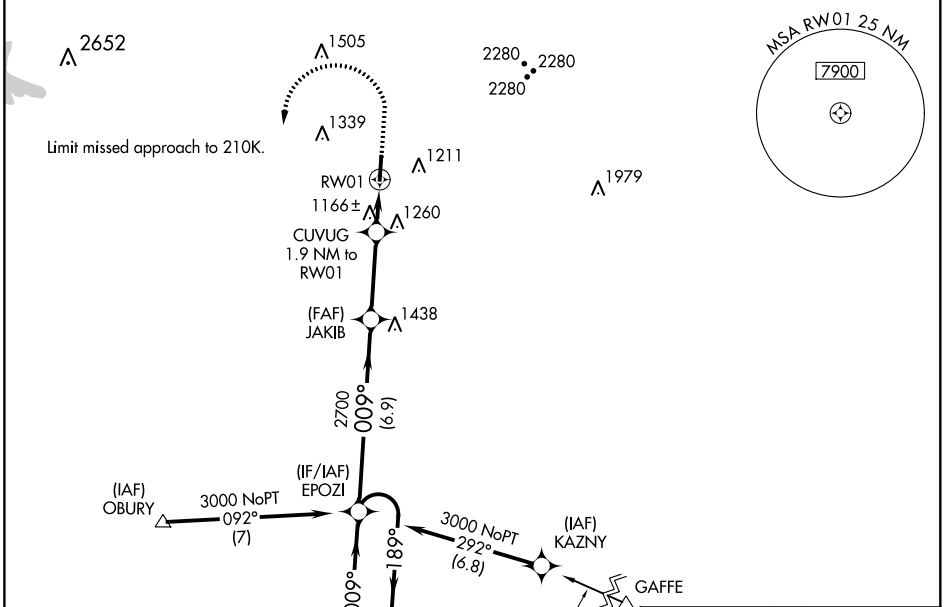 2652
1505
2280
2280
2280
MSA RW01 25 NM
7900
Limit missed approach to 210K.
1339
1211
1979
RW01
1166±
1260
CUVUG
1.9 NM to
RW01
(FAF)
JAKIB
1438
2700
009°
(6.9)
(IF/IAF)
EPOZI
(IAF)
OBURY
3000 NoPT
092°
(7)
3000 NoPT
292°
(6.8)
(IAF)
KAZNY
189°
009°
GAFFE